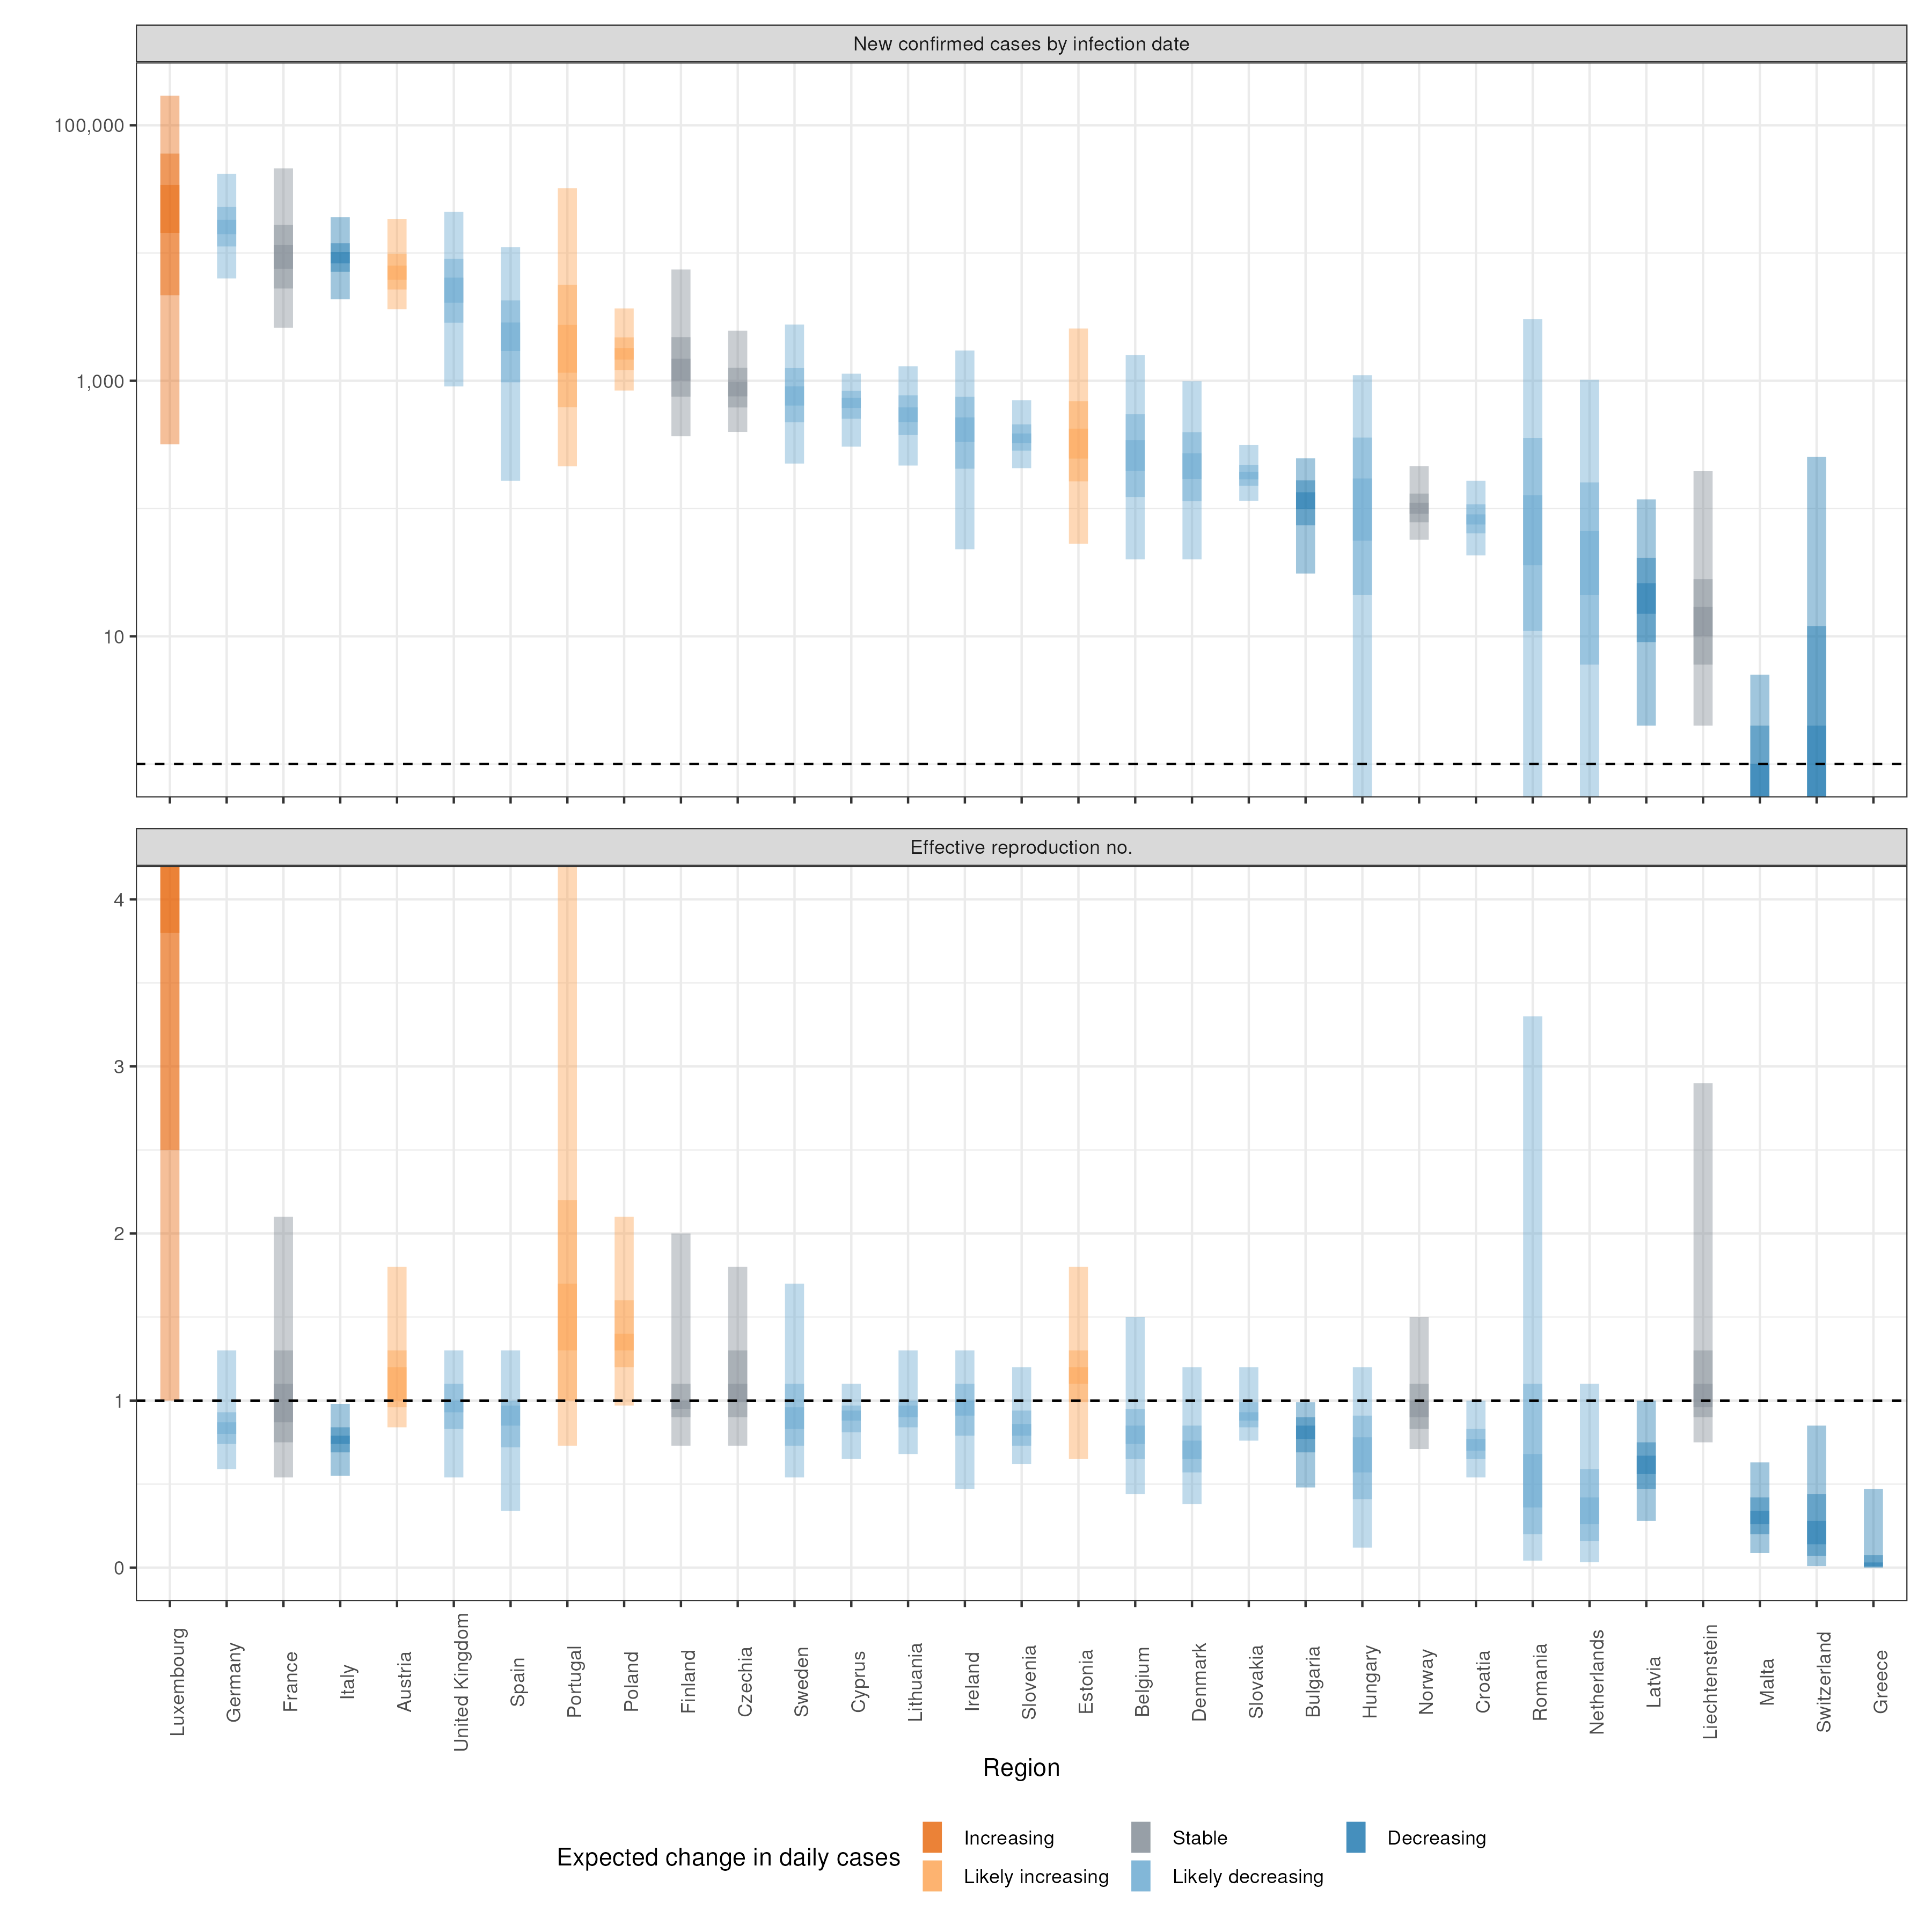 New confirmed cases by infection date
100,000
1,000
10
Effective reproduction no.
4
3
2
1
0
Luxembourg
Germany
France
Italy
Austria
United Kingdom
Spain
Portugal
Poland
Finland
Czechia
Sweden
Cyprus
Lithuania
Ireland
Slovenia
Estonia
Belgium
Denmark
Slovakia
Bulgaria
Hungary
Norway
Croatia
Romania
Netherlands
Latvia
Liechtenstein
Malta
Switzerland
Greece
Region
Expected change in daily cases
Increasing
Stable
Decreasing
Likely increasing
Likely decreasing